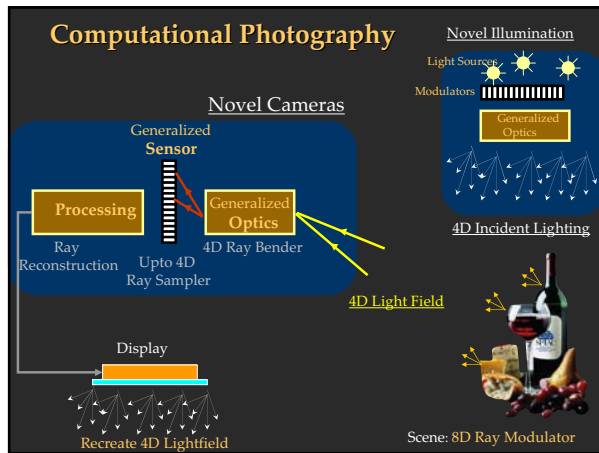 Computational Photography
Novel Illumination
Light Sources
Modulators
Generalized
Optics
4D Incident Lighting
Novel Cameras
Generalized
Sensor
Processing
Generalized
Optics
Ray
Reconstruction
Upto 4D
Ray Sampler
4D Ray Bender
4D Light Field
Display
Recreate 4D Lightfield
Scene: 8D Ray Modulator